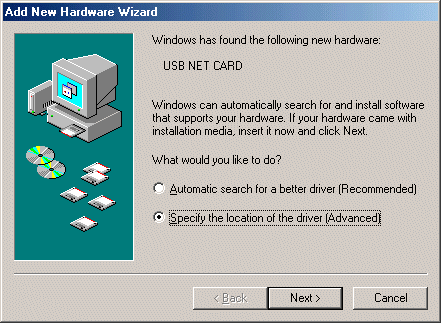 Add New Hardware Wizard
Windows has found the following new hardware:
USB NET CARD
Windows can automatically search for and install software
that supports your hardware. If your hardware came with
installation media, insert it now and click Next.
What would you like to do?
Automatic search for a better driver (Recommended)
Specify the location of the driver (Advanced)
< Back
Next >
Cancel